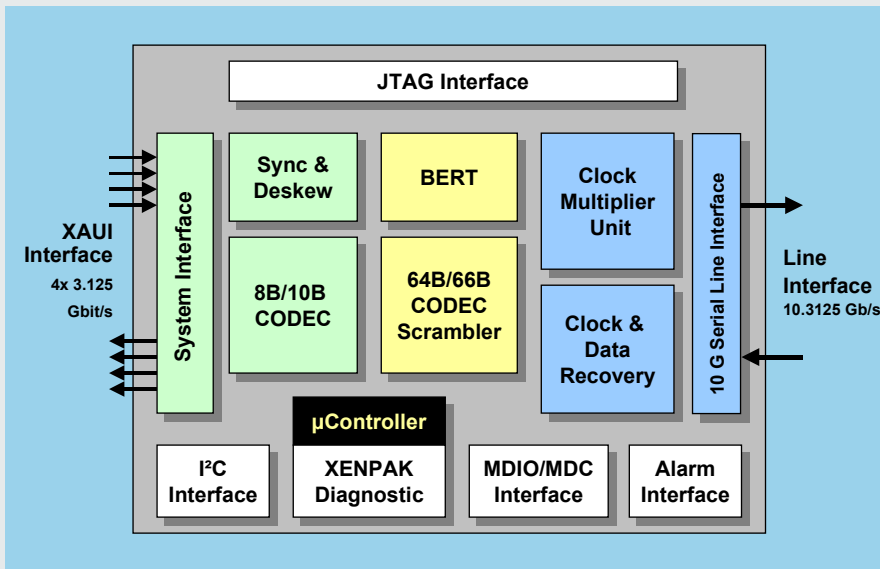 JTAG Interface
Sync &
Deskew
BERT
Clock
Multiplier
Unit
XAUI
Interface
4x 3.125
Gbit/s
System Interface
8B/10B
CODEC
64B/66B
CODEC
Scrambler
Clock &
Data
Recovery
10 G Serial Line Interface
Line
Interface
10.3125 Gb/s
µController
XENPAK
Diagnostic
I²C
Interface
MDIO/MDC
Interface
Alarm
Interface